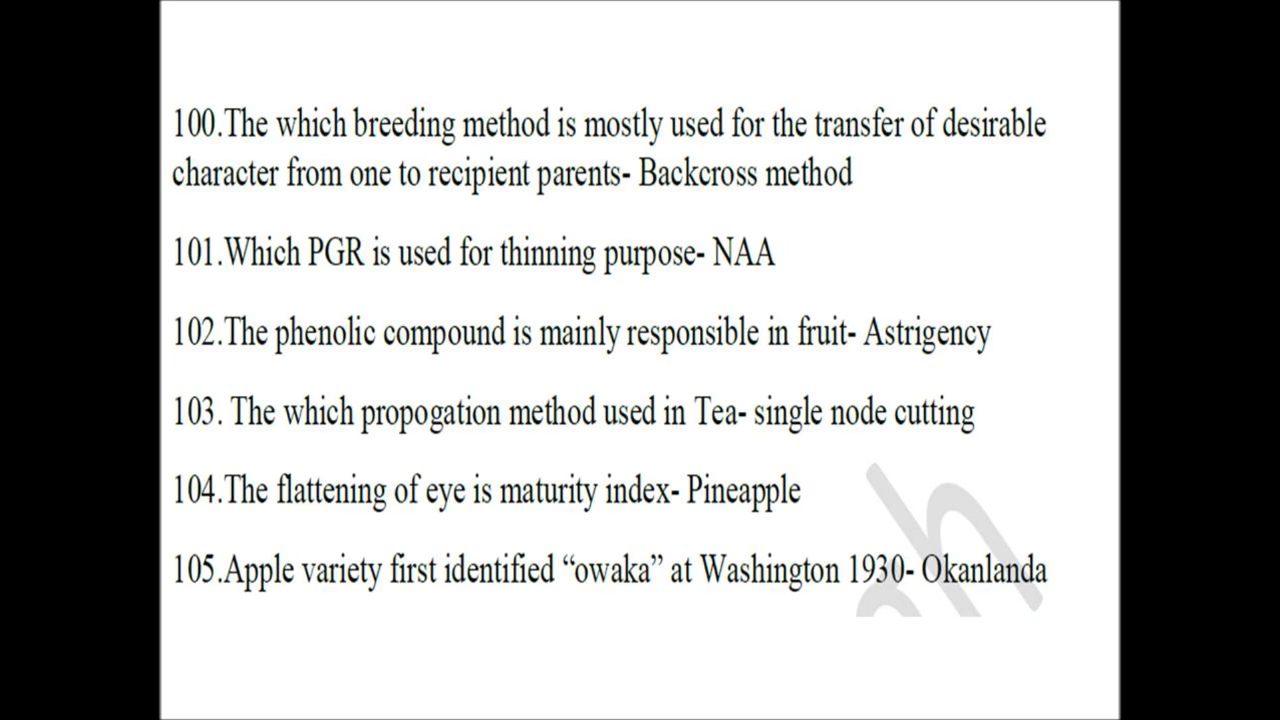 100.The which breeding method is mostly used for the transfer of desirable
character from one to recipient parents- Backcross method
101.Which PGR is used for thinning purpose- NAA
102.The phenolic compound is mainly responsible in fruit- Astrigency
103. The which propogation method used in Tea- single node cutting
104.The flattening of eye is maturity index- Pineapple
105.Apple variety first identified “owaka” at Washington 1930- Okanlanda